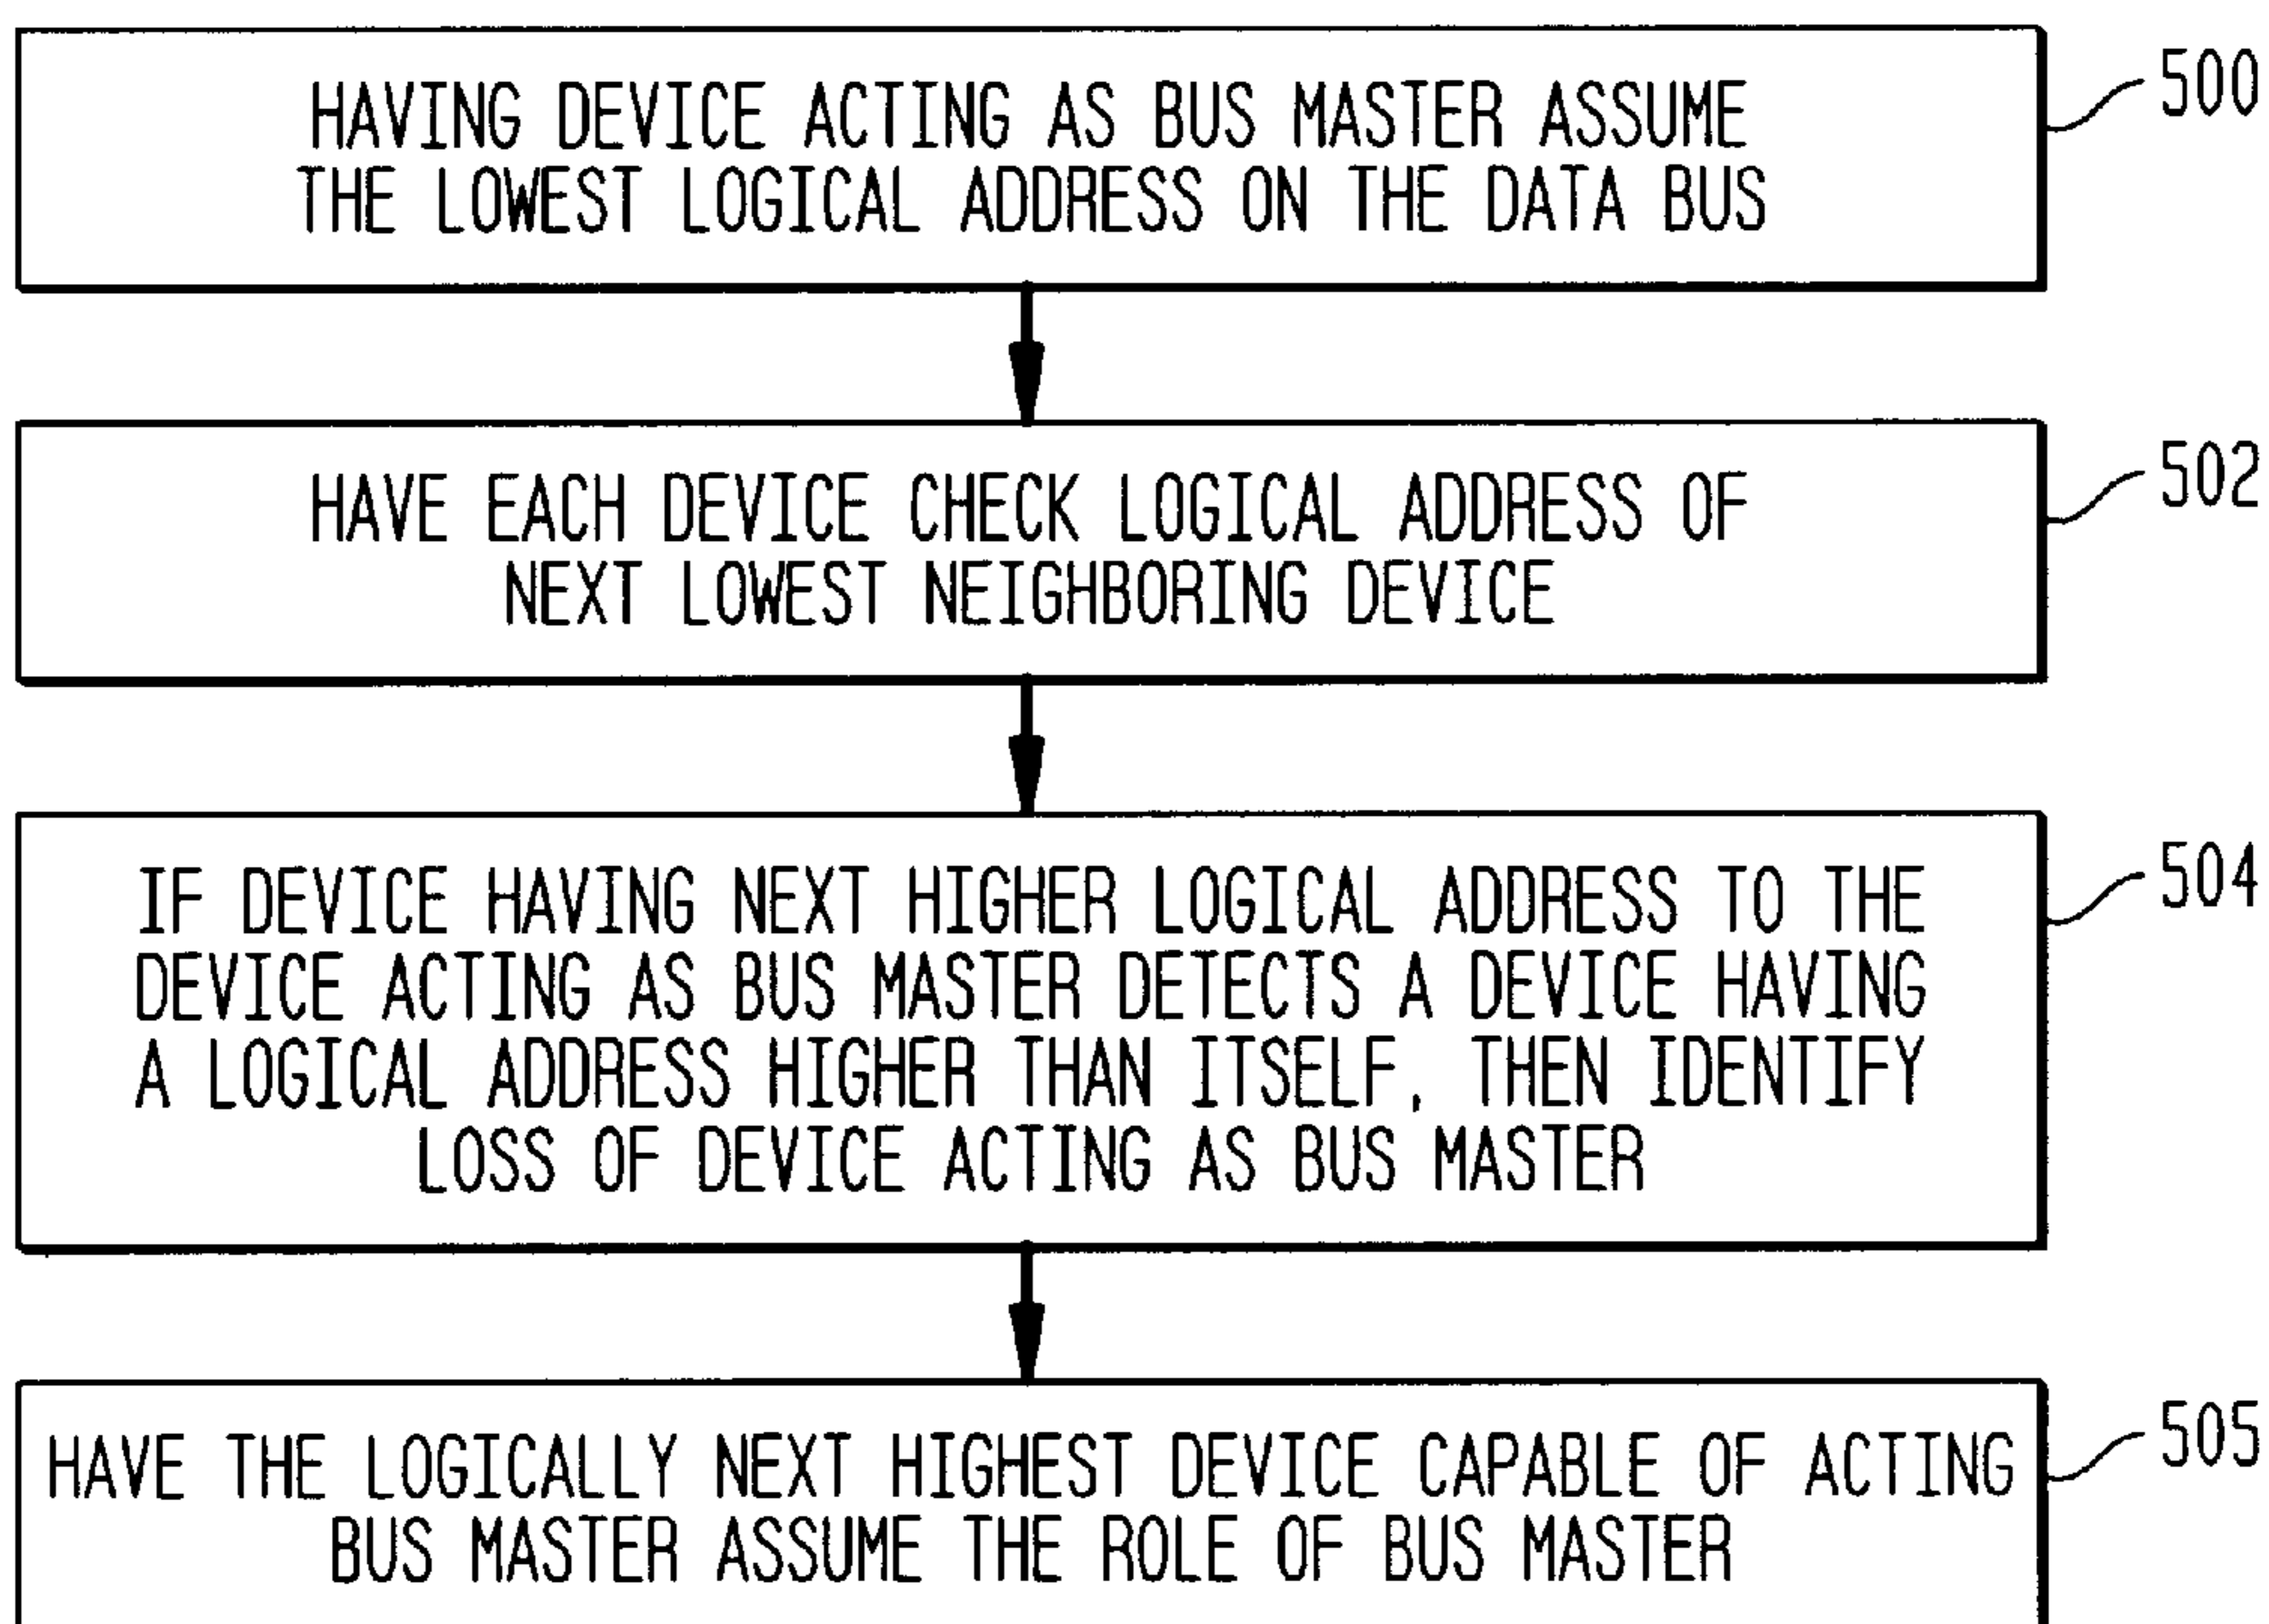 HAVING DEVICE ACTING AS BUS MASTER ASSUME
THE LOWEST LOGICAL ADDRESS ON THE DATA BUS
500
HAVE EACH DEVICE CHECK LOGICAL ADDRESS OF
NEXT LOWEST NEIGHBORING DEVICE
502
IF DEVICE HAVING NEXT HIGHER LOGICAL ADDRESS TO THE
DEVICE ACTING AS BUS MASTER DETECTS A DEVICE HAVING
A LOGICAL ADDRESS HIGHER THAN ITSELF, THEN IDENTIFY
LOSS OF DEVICE ACTING AS BUS MASTER
504
HAVE THE LOGICALLY NEXT HIGHEST DEVICE CAPABLE OF ACTING
BUS MASTER ASSUME THE ROLE OF BUS MASTER
505